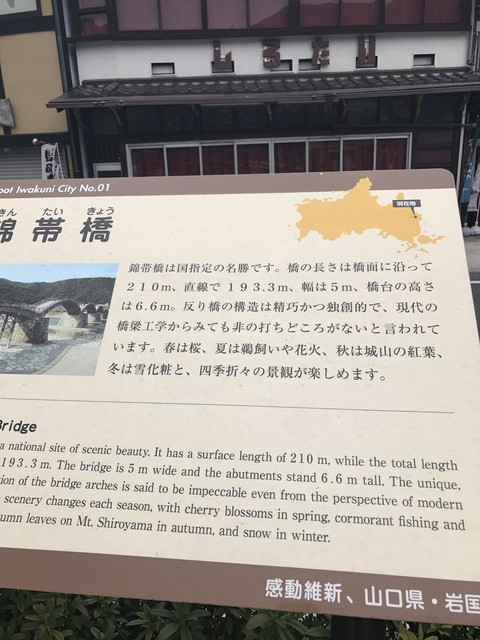 しろたい
pot Iwakuni City No.01
きん たい きょう
錦帯橋
現在地
錦帯橋は国指定の名勝です。橋の長さは橋面に沿って
210m、直線で193.3m、幅は5m、橋台の高さ
は6.6m。反り橋の構造は精巧かつ独創的で、現代の
橋梁工学からみても非の打ちどころがないと言われて
います。春は桜、夏は鵜飼いや花火、秋は城山の紅葉、
冬は雪化粧と、四季折々の景観が楽しめます。
Bridge
a national site of scenic beauty. It has a surface length of 210 m, while the total length
193.3 m. The bridge is 5 m wide and the abutments stand 6.6 m tall. The unique,
ion of the bridge arches is said to be impeccable even from the perspective of modern
scenery changes each season, with cherry blossoms in spring, cormorant fishing and
umn leaves on Mt. Shiroyama in autumn, and snow in winter.
感動維新、山口県・岩国